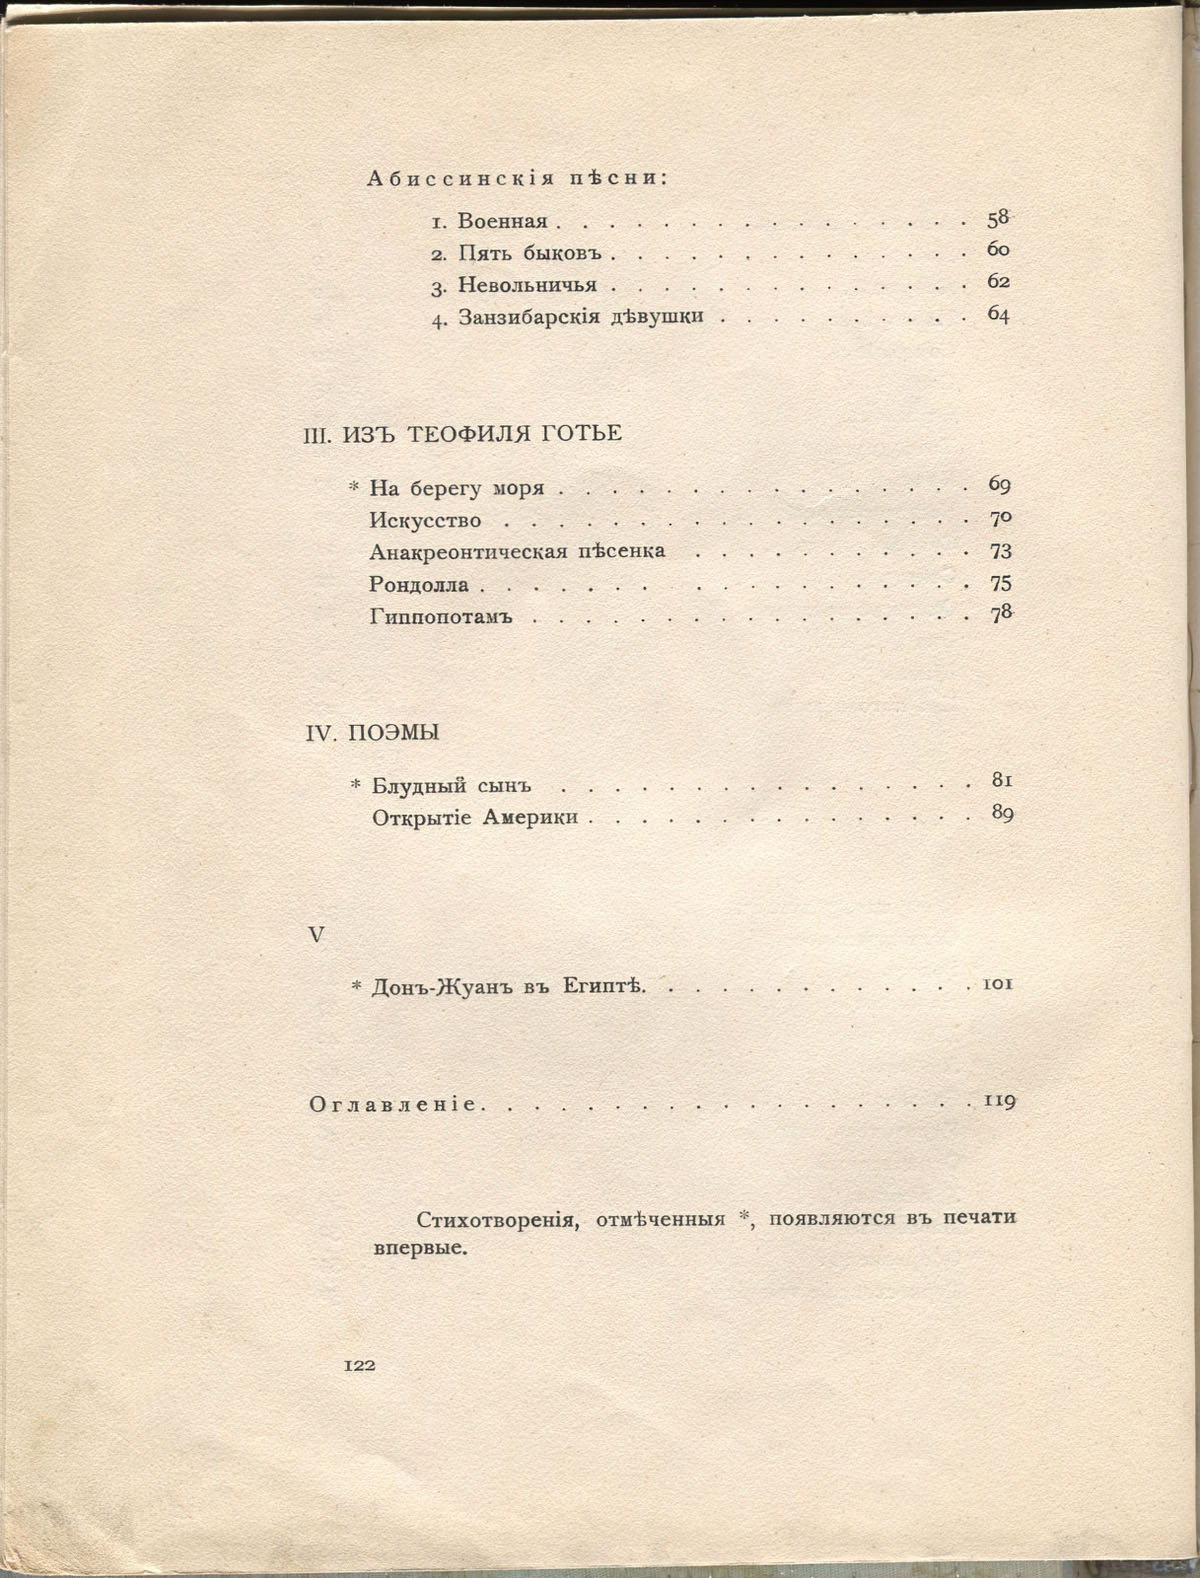 Абиссинскія пѣсни:
1. Военная . . . . . . . . . . . . . . . . 58
2. Пять быковъ . . . . . . . . . . . . . . 60
3. Невольничья . . . . . . . . . . . . . . 62
4. Занзибарскія дѣвушки . . . . . . . . . . 64
III. ИЗЪ ТЕОФИЛЯ ГОТЬЕ
* На берегу моря . . . . . . . . . . . . . . . . 69
Искусство . . . . . . . . . . . . . . . . . . 70
Анакреонтическая пѣсенка . . . . . . . . . . . 73
Рондолла . . . . . . . . . . . . . . . . . . 75
Гиппопотамъ . . . . . . . . . . . . . . . . . 78
IV. ПОЭМЫ
* Блудный сынъ . . . . . . . . . . . . . . . . 81
Открытіе Америки . . . . . . . . . . . . . . . 89
V
* Донъ-Жуанъ въ Египтѣ. . . . . . . . . . . . . 101
Оглавленіе. . . . . . . . . . . . . . . . . . . 119
Стихотворенія, отмѣченныя *, появляются въ печати
впервые.
122